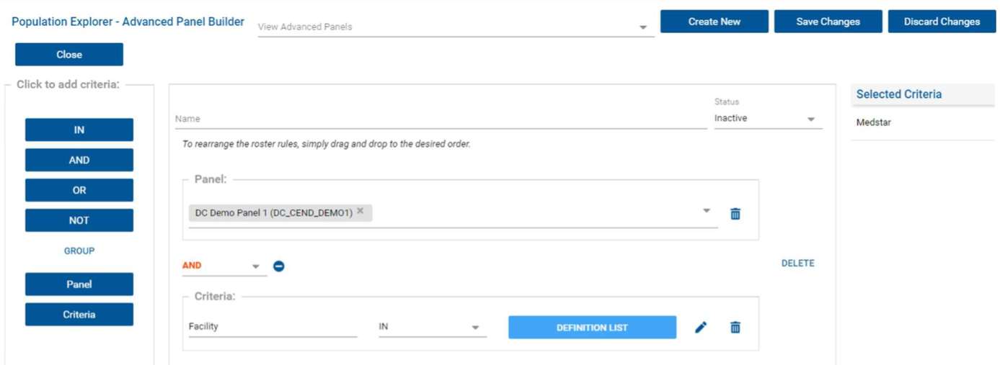 Population Explorer - Advanced Panel Builder
View Advanced Panels
Create New
Save Changes
Discard Changes
Close
Click to add criteria:
IN
AND
OR
NOT
GROUP
Panel
Criteria
Name
Status
Inactive
To rearrange the roster rules, simply drag and drop to the desired order.
Panel:
DC Demo Panel 1 (DC_CEND_DEMO1) ×
AND
DELETE
Criteria:
Facility
IN
DEFINITION LIST
Selected Criteria
Medstar